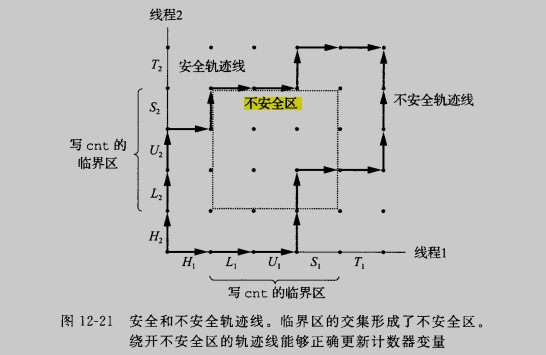 线程2
T₂
安全轨迹线
不安全区
不安全轨迹线
S₂
写 cnt 的
临界区
U₂
L₂
H₂
线程1
H₁
L₁
U₁
S₁
T₁
写 cnt 的临界区
图 12-21 安全和不安全轨迹线。临界区的交集形成了不安全区。
绕开不安全区的轨迹线能够正确更新计数器变量